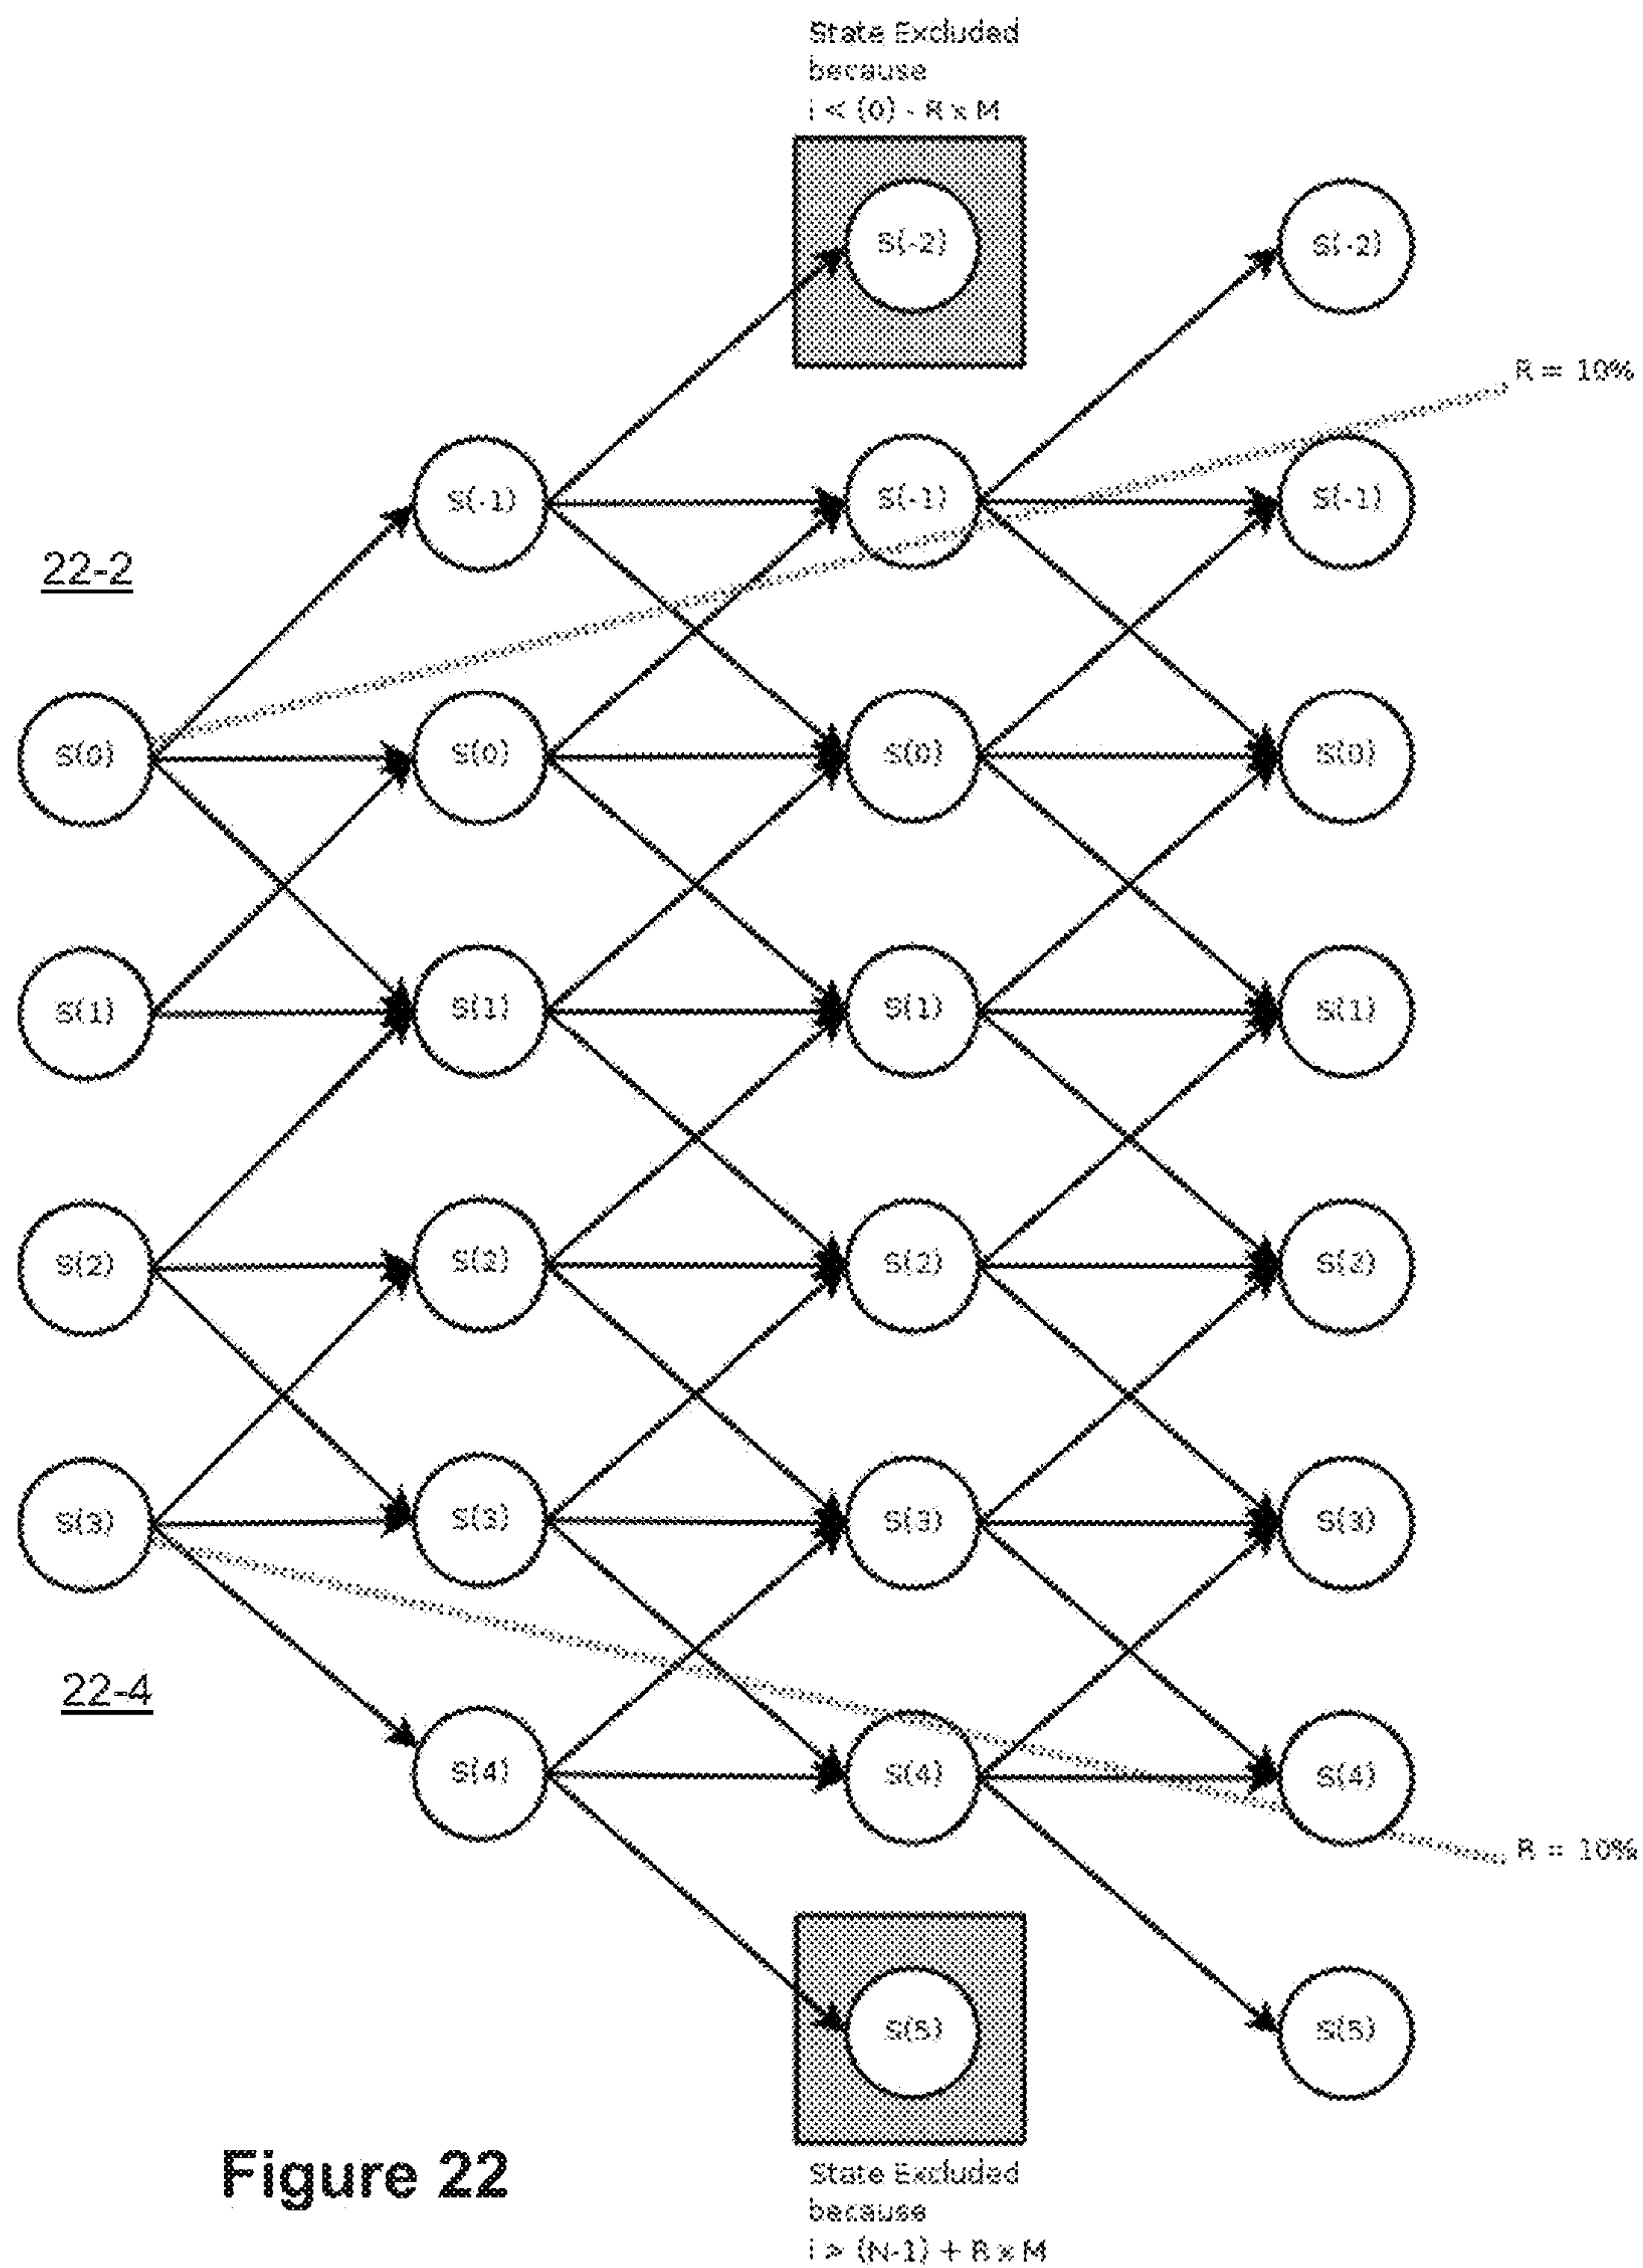 State Excluded
because
i < (0) - R x M
S(-2)
S(-2)
R = 10%
S(-1)
S(-1)
S(-1)
22-2
S(0)
S(0)
S(0)
S(0)
S(1)
S(1)
S(1)
S(1)
S(2)
S(2)
S(2)
S(2)
S(3)
S(3)
S(3)
S(3)
22-4
S(4)
S(4)
S(4)
R = 10%
S(5)
S(5)
Figure 22
State Excluded
because
i > (N-1) + R x M